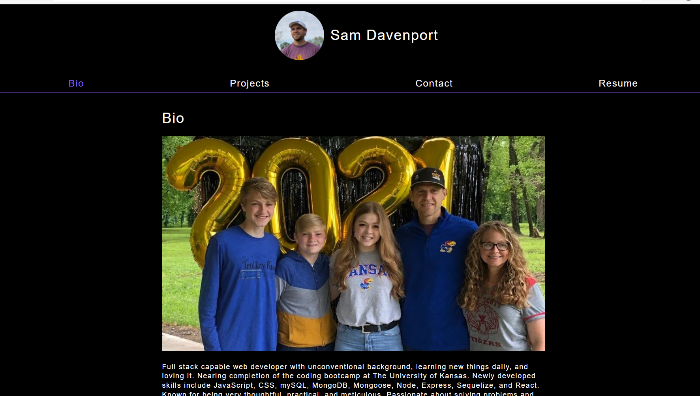 Sam Davenport
Bio
Projects
Contact
Resume
Bio
2021
KANSAS
Full stack capable web developer with unconventional background, learning new things daily, and
loving it. Nearing completion of the coding bootcamp at The University of Kansas. Newly developed
skills include JavaScript, CSS, mySQL, MongoDB, Mongoose, Node, Express, Sequelize, and React.
Known for being very thoughtful, practical, and meticulous. Passionate about solving problems and